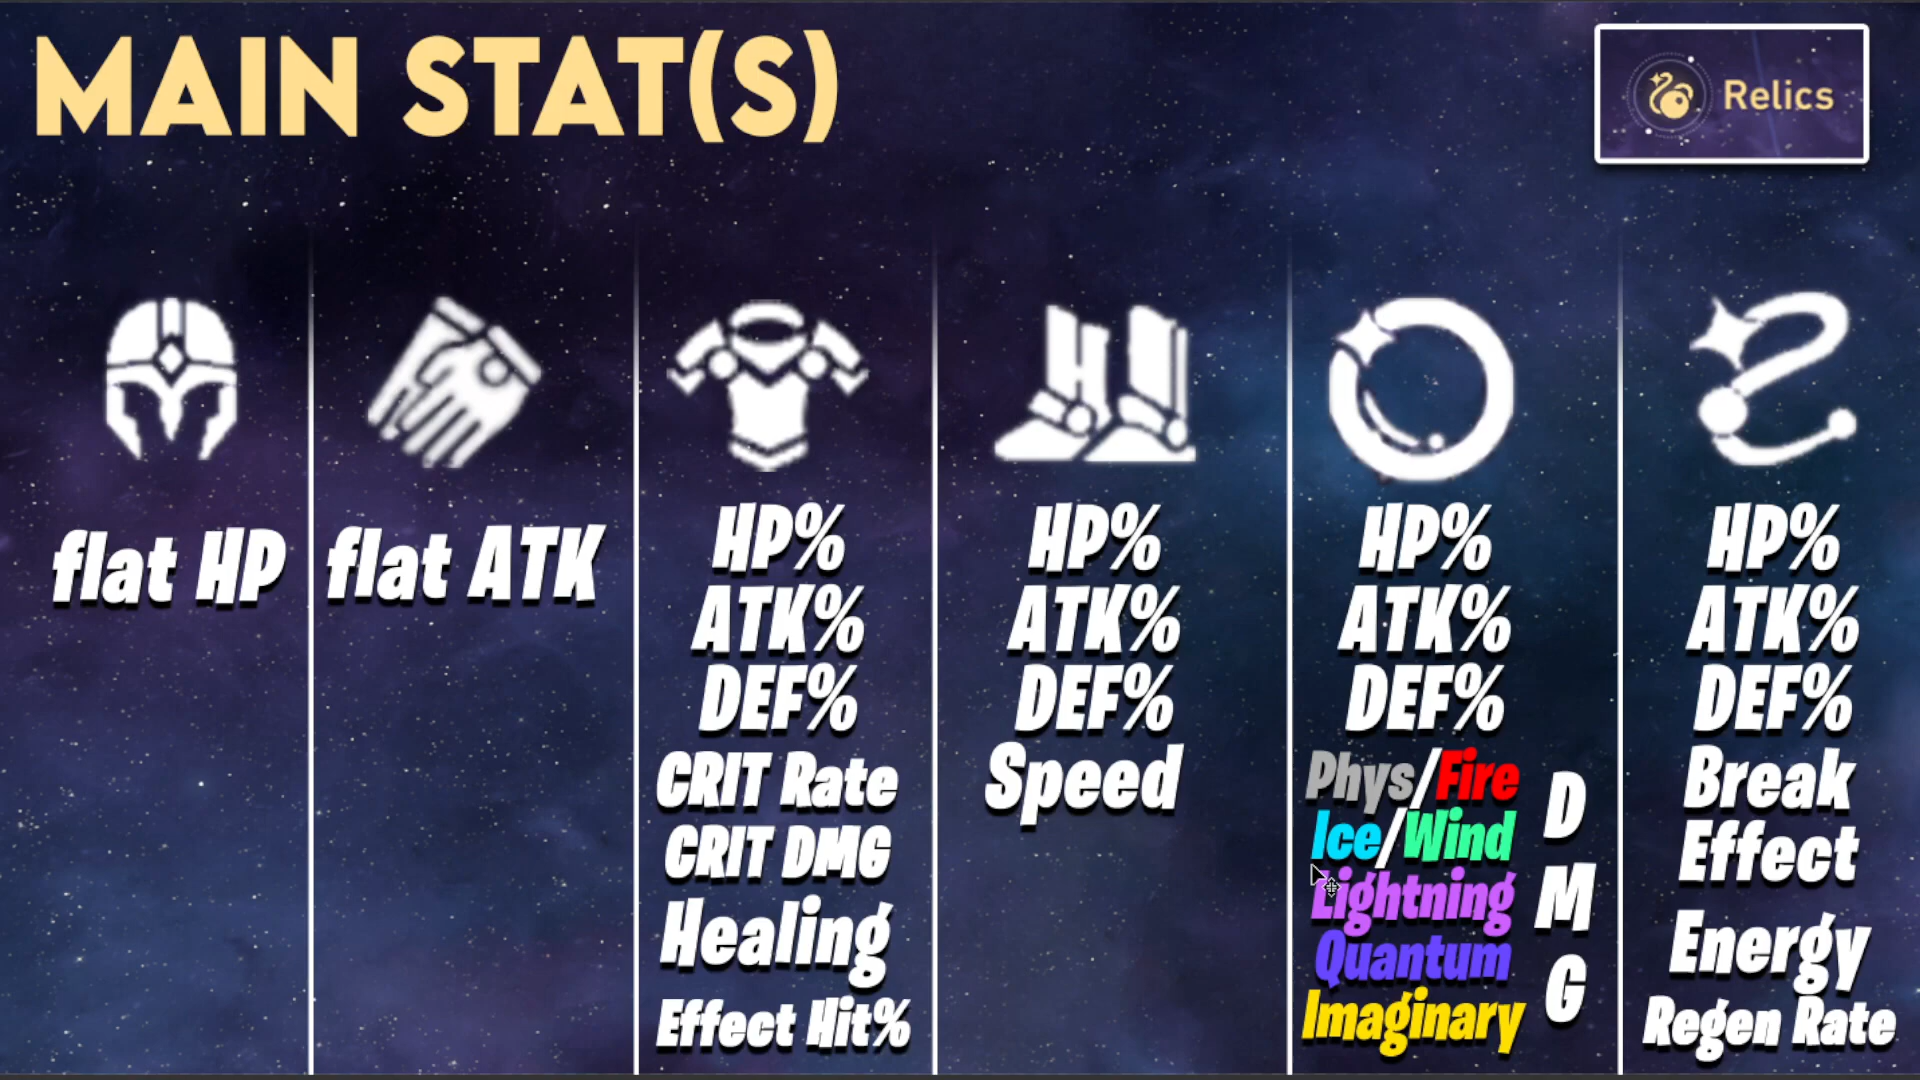 MAIN STAT(S)
Relics
flat HP
flat ATK
HP%
ATK%
DEF%
CRIT Rate
CRIT DMG
Healing
Effect Hit%
HP%
ATK%
DEF%
Speed
HP%
ATK%
DEF%
Phys/Fire
Ice/Wind
Lightning
Quantum
Imaginary
D
M
G
HP%
ATK%
DEF%
Break
Effect
Energy
Regen Rate